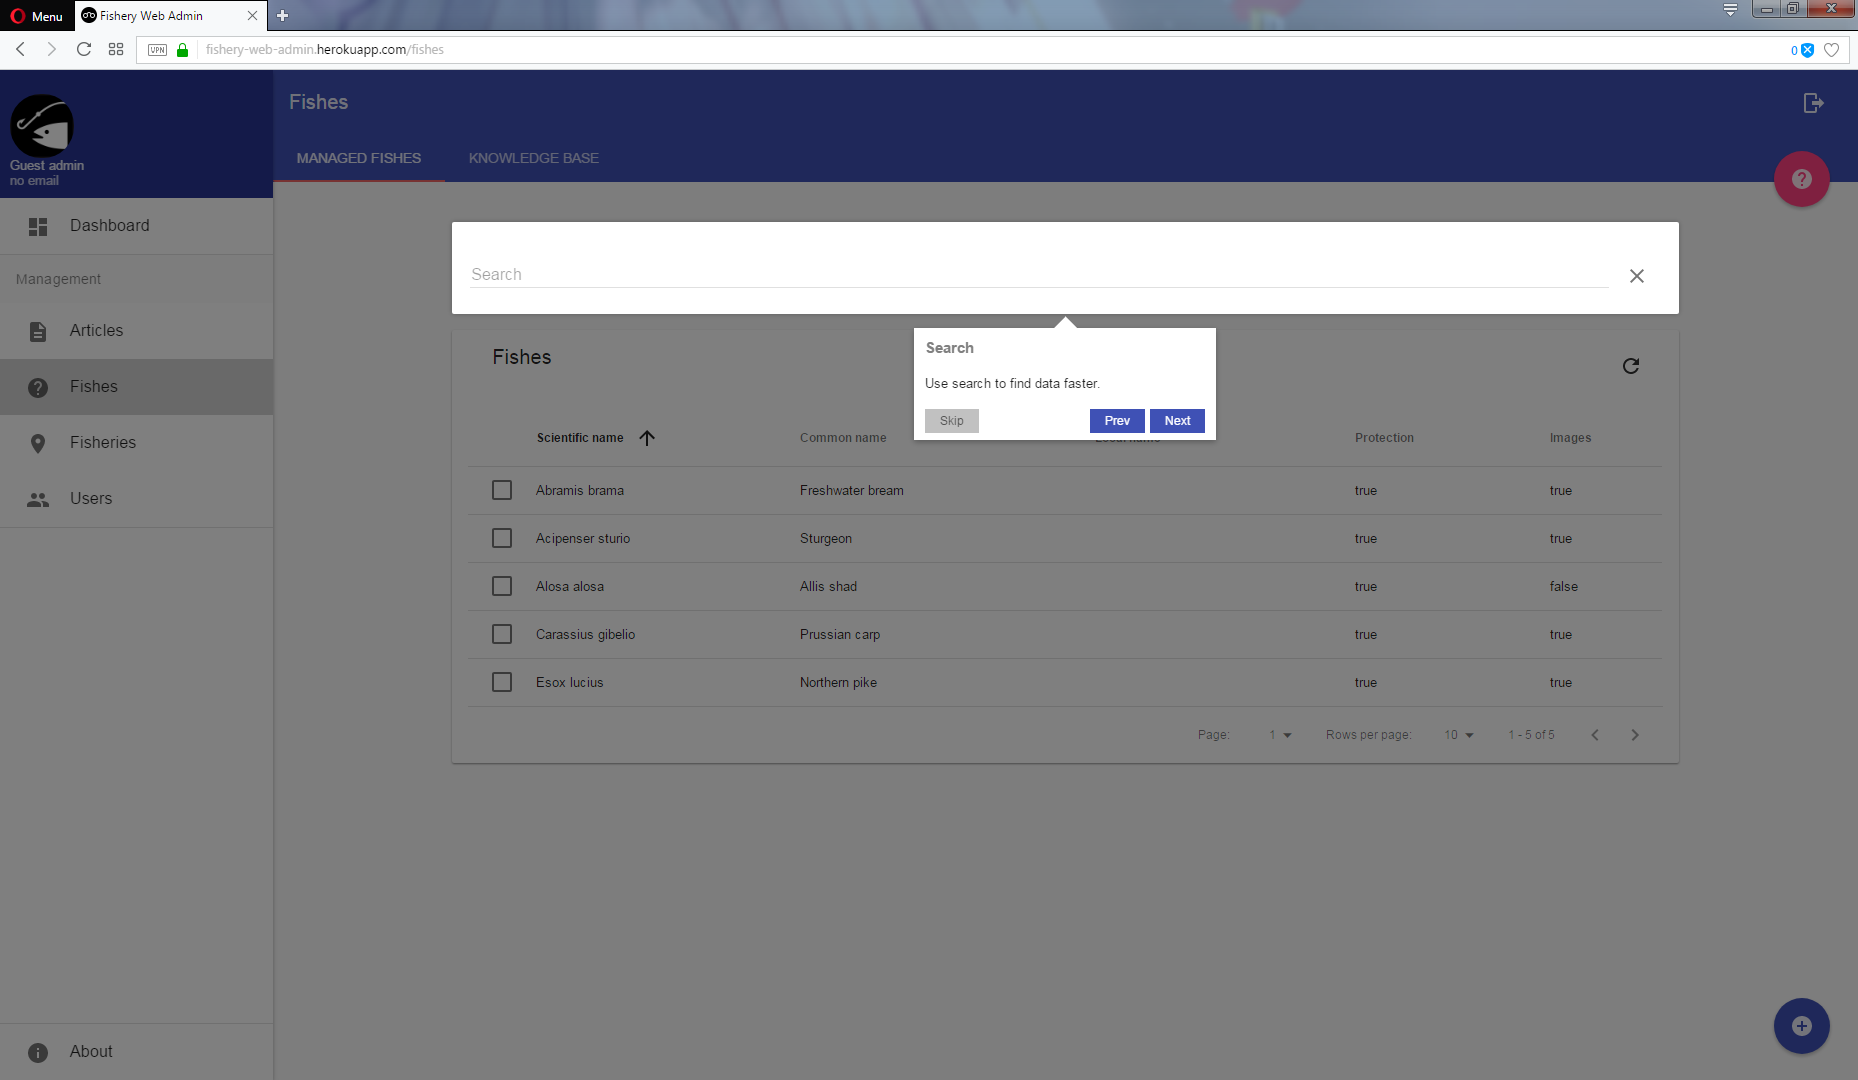 Menu
Fishery Web Admin
VPN
fishery-web-admin.herokuapp.com/fishes
0
Guest admin
no email
Dashboard
Management
Articles
Fishes
Fisheries
Users
About
Fishes
MANAGED FISHES
KNOWLEDGE BASE
Search
Search
Use search to find data faster.
Skip
Prev
Next
Fishes
Scientific name
Common name
Local name
Protection
Images
Abramis brama Freshwater bream true true
Acipenser sturio Sturgeon true true
Alosa alosa Allis shad true false
Carassius gibelio Prussian carp true true
Esox lucius Northern pike true true
Page: 1 Rows per page: 10 1 - 5 of 5